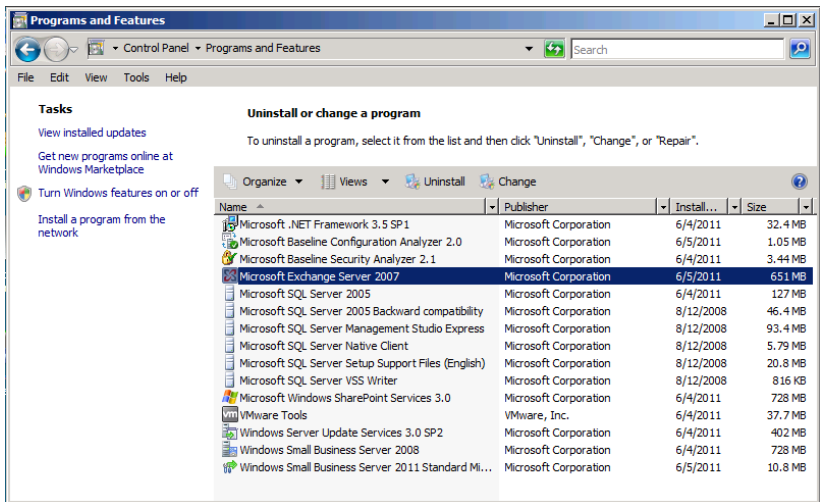 Programs and Features
Control Panel Programs and Features
Search
File Edit View Tools Help
Tasks
View installed updates
Get new programs online at
Windows Marketplace
Turn Windows features on or off
Install a program from the
network
Uninstall or change a program
To uninstall a program, select it from the list and then click "Uninstall", "Change", or "Repair".
Organize Views Uninstall Change
Name Publisher Install... Size
Microsoft .NET Framework 3.5 SP1 Microsoft Corporation 6/4/2011 32.4 MB
Microsoft Baseline Configuration Analyzer 2.0 Microsoft Corporation 6/5/2011 1.05 MB
Microsoft Baseline Security Analyzer 2.1 Microsoft Corporation 6/4/2011 3.44 MB
Microsoft Exchange Server 2007 Microsoft Corporation 6/5/2011 651 MB
Microsoft SQL Server 2005 Microsoft Corporation 6/4/2011 127 MB
Microsoft SQL Server 2005 Backward compatibility Microsoft Corporation 8/12/2008 46.4 MB
Microsoft SQL Server Management Studio Express Microsoft Corporation 8/12/2008 93.4 MB
Microsoft SQL Server Native Client Microsoft Corporation 8/12/2008 5.79 MB
Microsoft SQL Server Setup Support Files (English) Microsoft Corporation 8/12/2008 20.8 MB
Microsoft SQL Server VSS Writer Microsoft Corporation 8/12/2008 816 KB
Microsoft Windows SharePoint Services 3.0 Microsoft Corporation 6/4/2011 728 MB
vm VMware Tools VMware, Inc. 6/4/2011 37.7 MB
Windows Server Update Services 3.0 SP2 Microsoft Corporation 6/4/2011 402 MB
Windows Small Business Server 2008 Microsoft Corporation 6/4/2011 728 MB
Windows Small Business Server 2011 Standard Mi... Microsoft Corporation 6/5/2011 10.8 MB